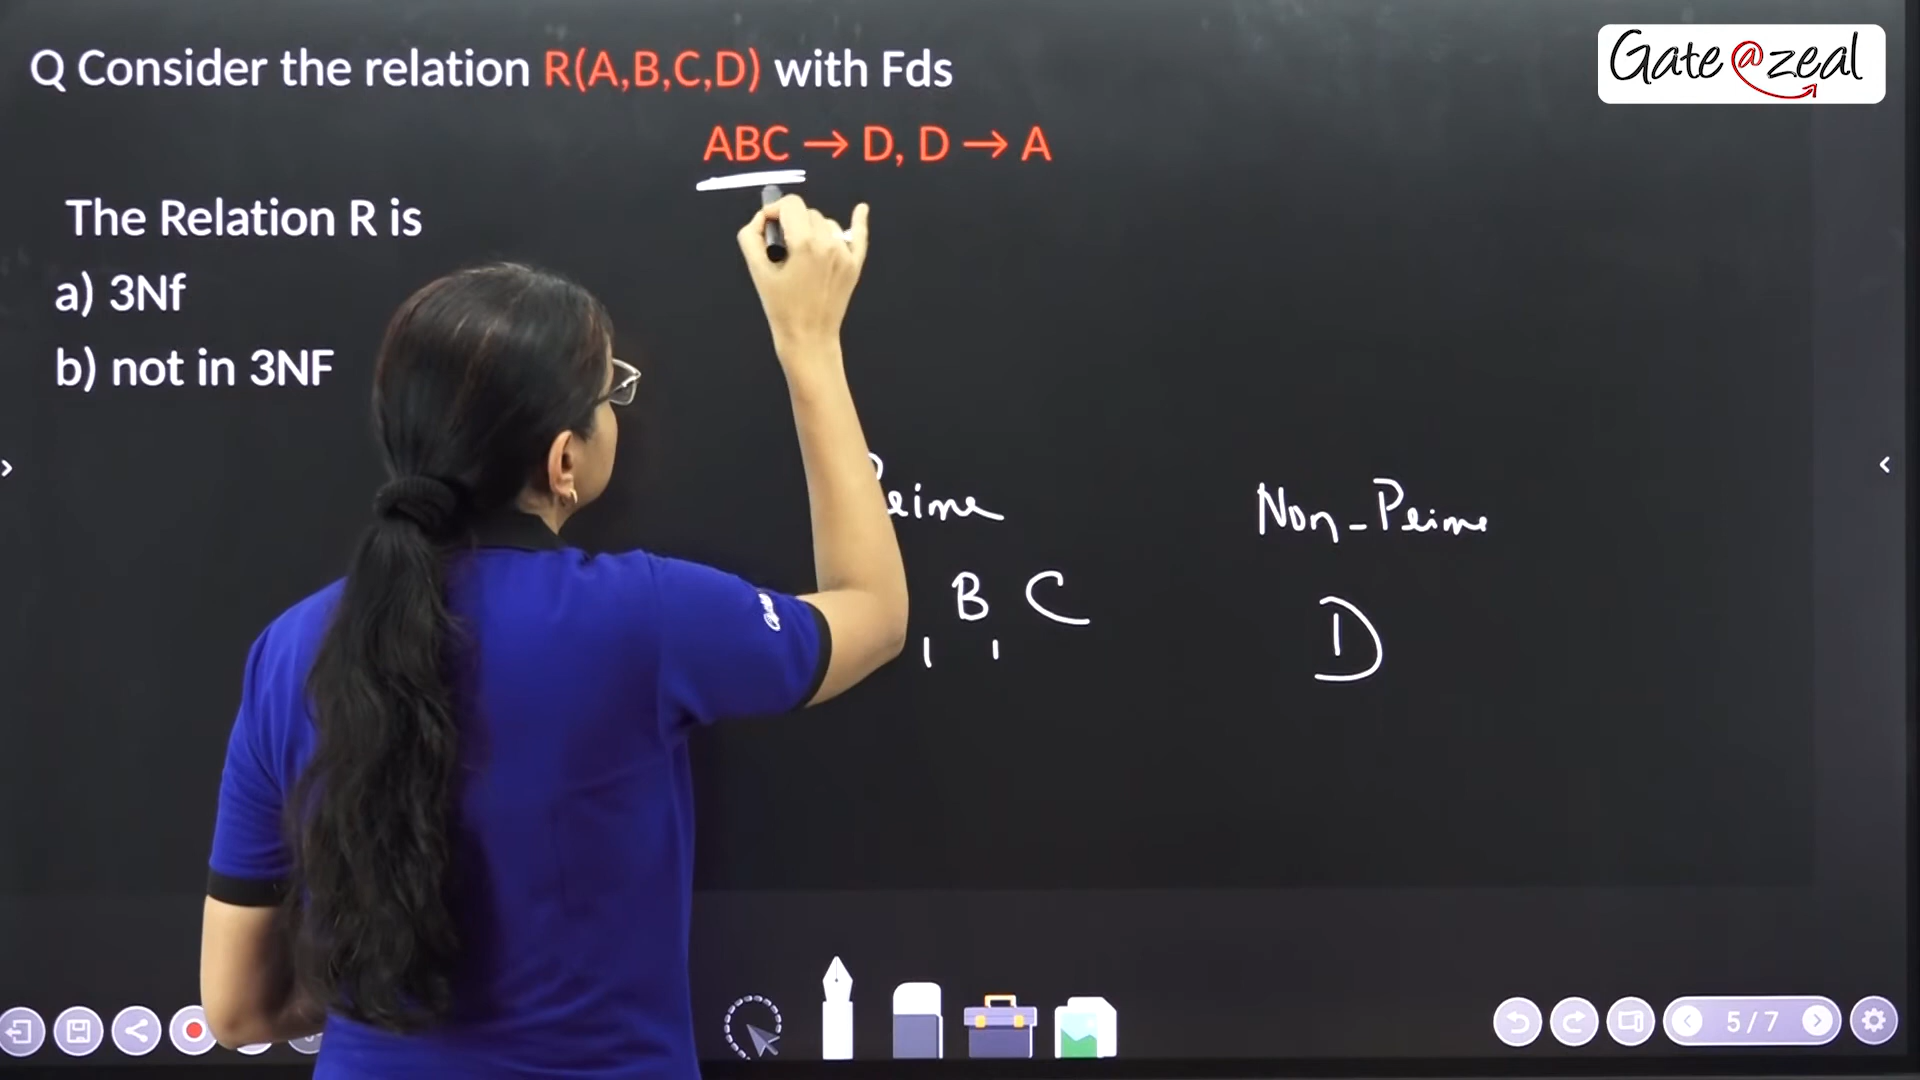 Gate@zeal
Q Consider the relation R(A,B,C,D) with Fds
ABC → D, D → A
The Relation R is
a) 3Nf
b) not in 3NF
Non-Prime
B C
D
5/7